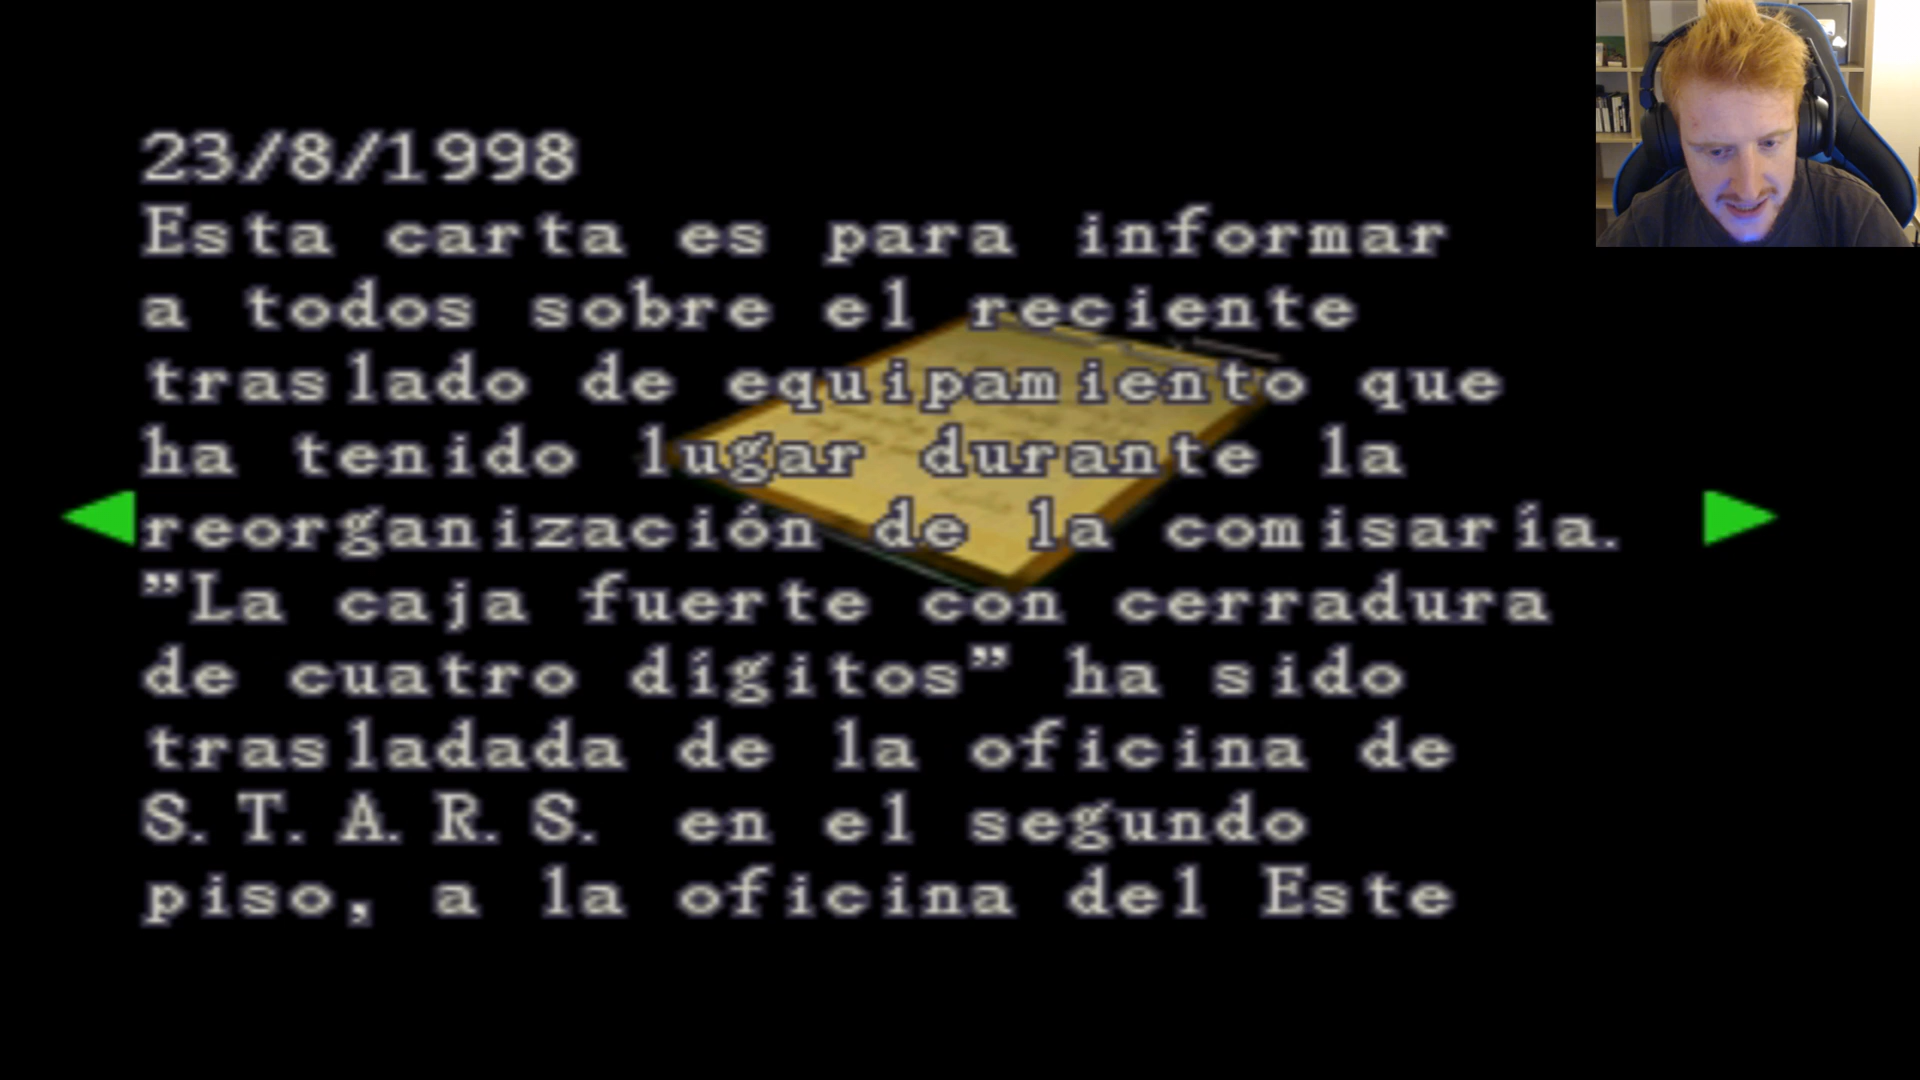 23/8/1998
Esta carta es para informar
a todos sobre el reciente
traslado de equipamiento que
ha tenido lugar durante la
reorganización de la comisaría.
"La caja fuerte con cerradura
de cuatro dígitos" ha sido
trasladada de la oficina de
S.T.A.R.S. en el segundo
piso, a la oficina del Este